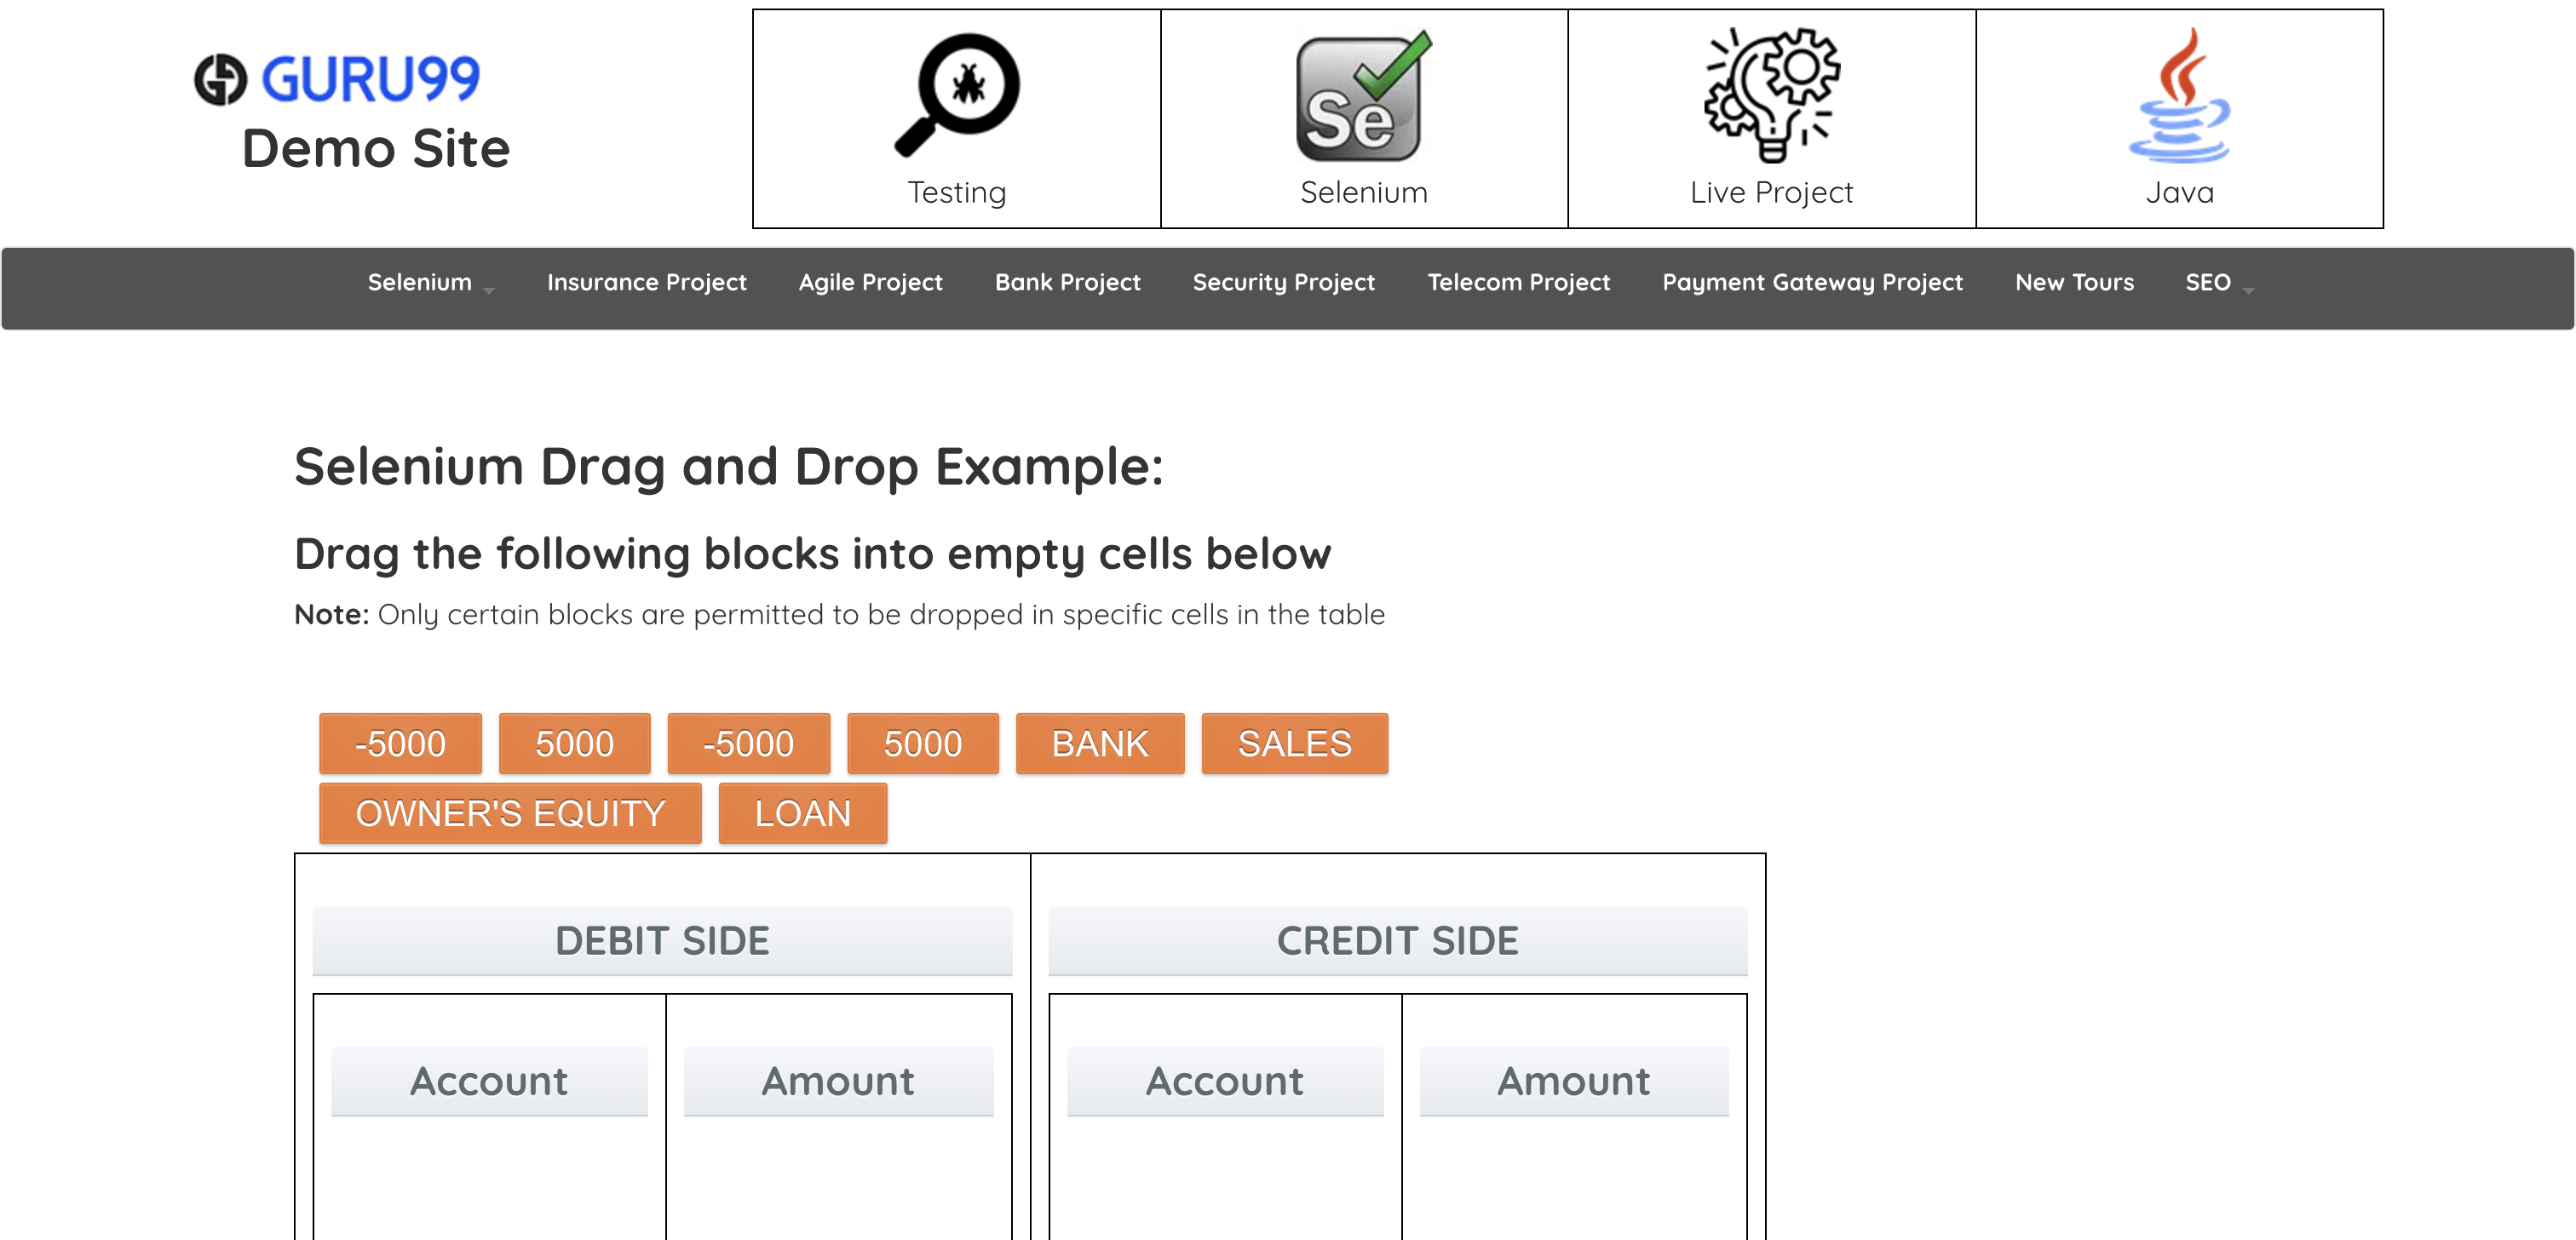 GURU99
Demo Site
Se
Testing
Selenium
Live Project
Java
Selenium Insurance Project Agile Project Bank Project Security Project Telecom Project Payment Gateway Project New Tours SEO
Selenium Drag and Drop Example:
Drag the following blocks into empty cells below
Note: Only certain blocks are permitted to be dropped in specific cells in the table
-5000 5000 -5000 5000 BANK SALES
OWNER'S EQUITY LOAN
DEBIT SIDE CREDIT SIDE
Account Amount Account Amount